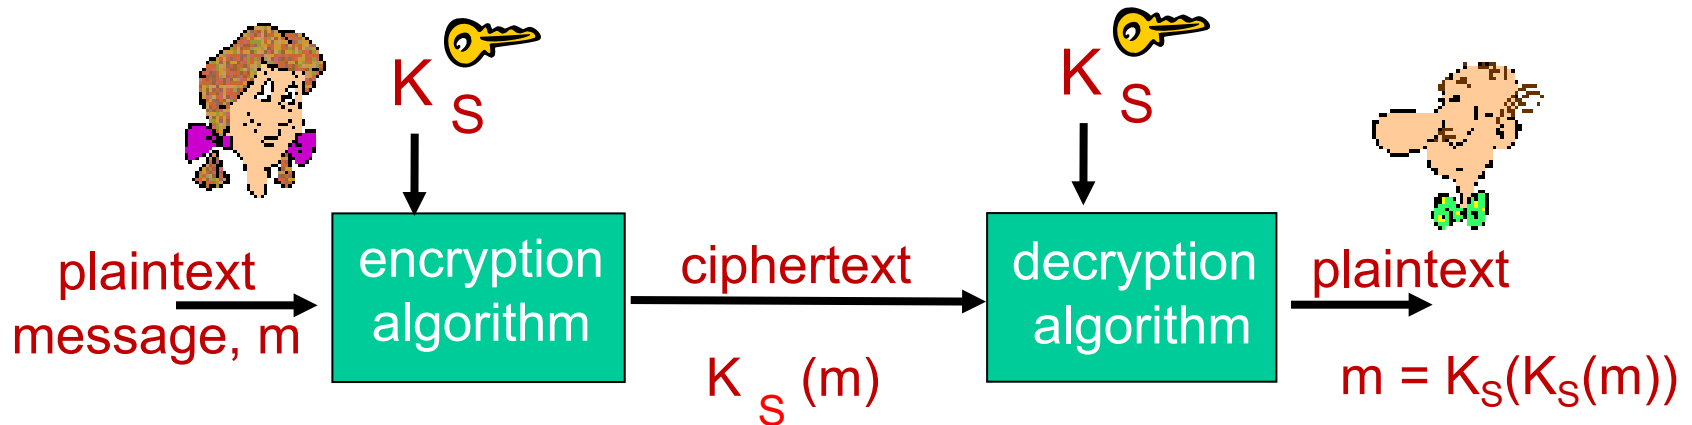 K S
K S
plaintext
message, m
encryption
algorithm
ciphertext
K S (m)
decryption
algorithm
plaintext
m = KS(KS(m))